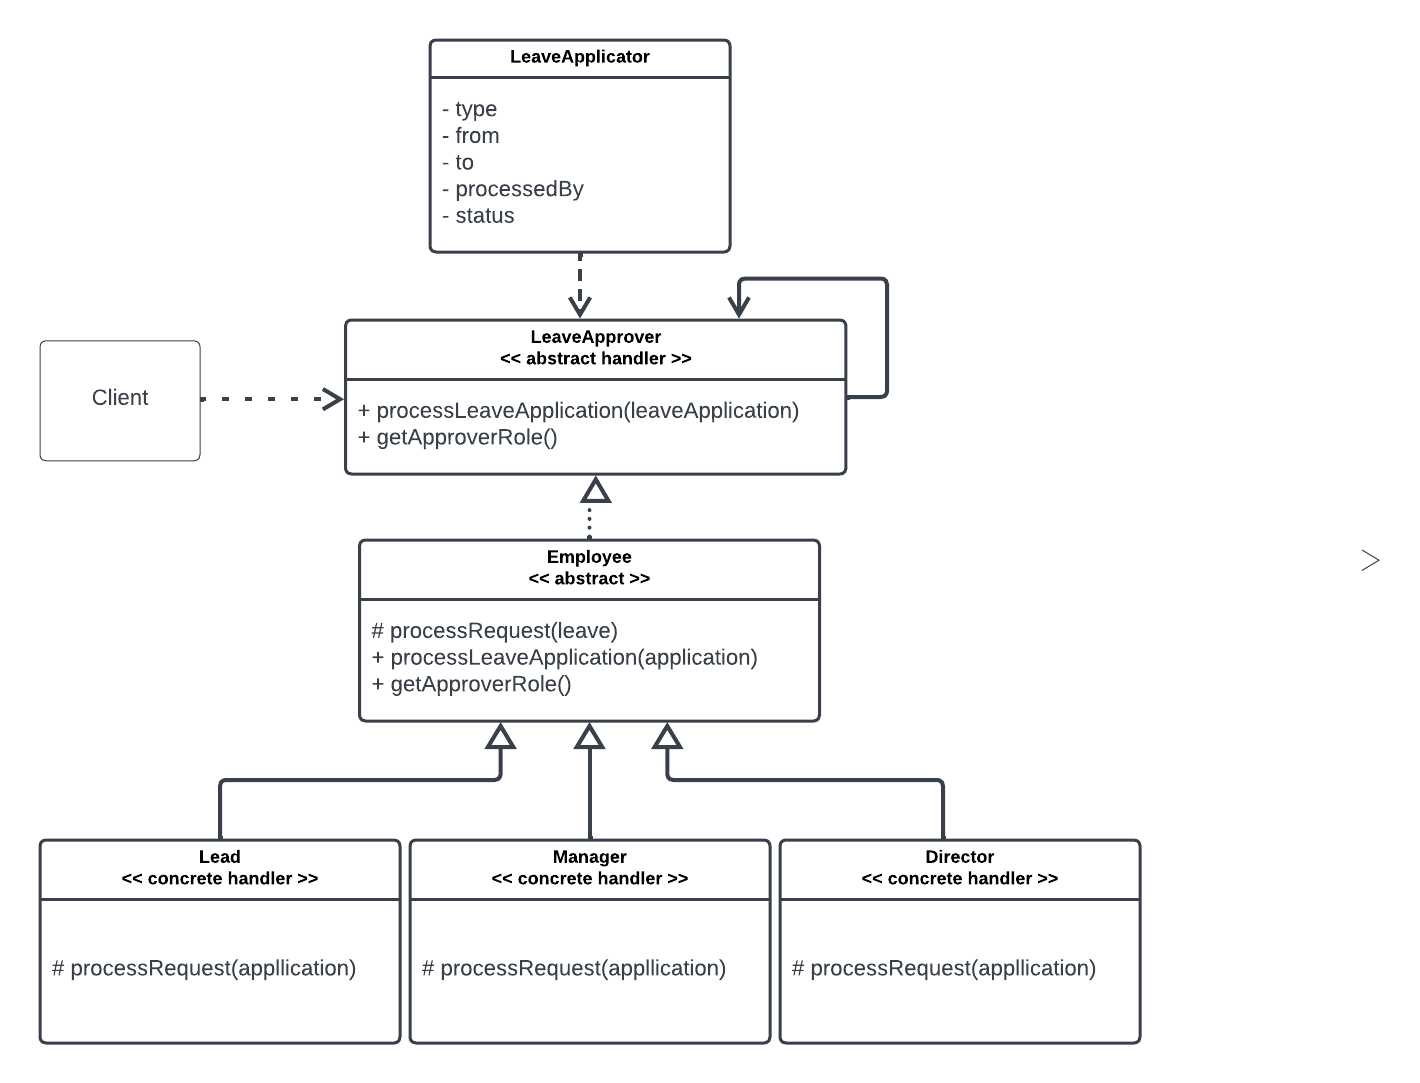 LeaveApplicator
- type
- from
- to
- processedBy
- status
LeaveApprover
<< abstract handler >>
+ processLeaveApplication(leaveApplication)
+ getApproverRole()
Client
Employee
<< abstract >>
# processRequest(leave)
+ processLeaveApplication(application)
+ getApproverRole()
>
Lead
<< concrete handler >>
# processRequest(appllication)
Manager
<< concrete handler >>
# processRequest(appllication)
Director
<< concrete handler >>
# processRequest(appllication)